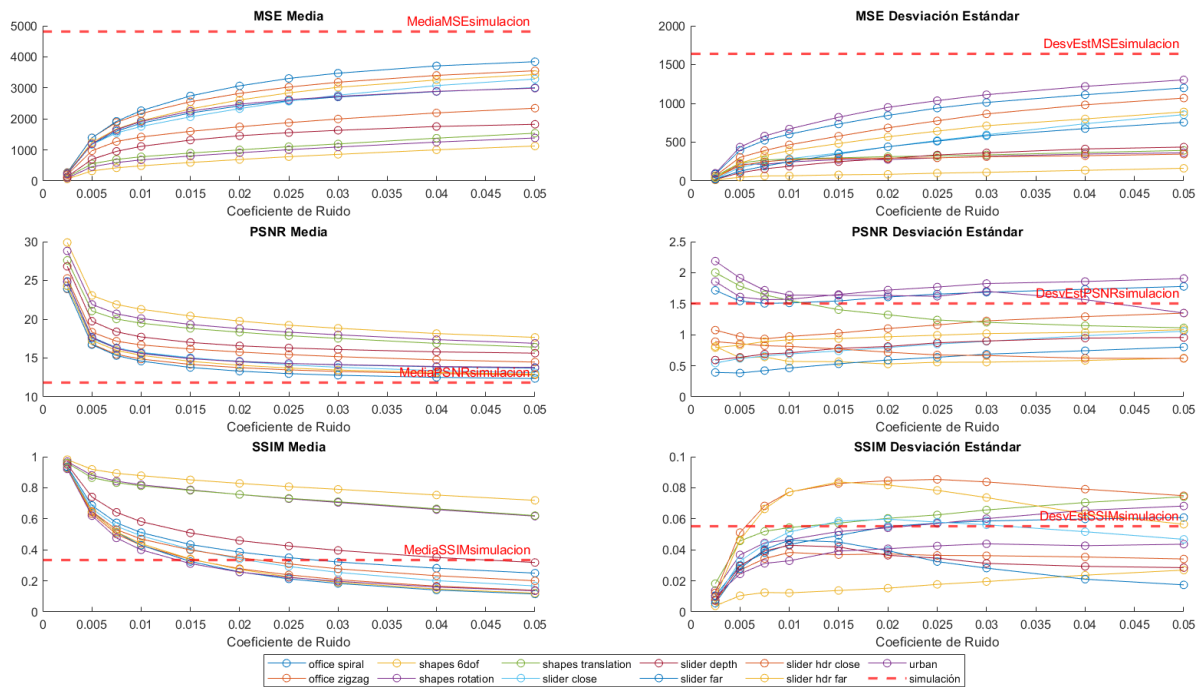 MSE Media
MediaMSEsimulacion
5000
4000
3000
2000
1000
0
0 0.005 0.01 0.015 0.02 0.025 0.03 0.035 0.04 0.045 0.05
Coeficiente de Ruido
MSE Desviación Estándar
DesvEstMSEsimulacion
2000
1500
1000
500
0
0 0.005 0.01 0.015 0.02 0.025 0.03 0.035 0.04 0.045 0.05
Coeficiente de Ruido
PSNR Media
30
25
20
15
10
MediaPSNRsimulacion
0 0.005 0.01 0.015 0.02 0.025 0.03 0.035 0.04 0.045 0.05
Coeficiente de Ruido
PSNR Desviación Estándar
2.5
2
1.5
1
0.5
0
DesvEstPSNRsimulacion
0 0.005 0.01 0.015 0.02 0.025 0.03 0.035 0.04 0.045 0.05
Coeficiente de Ruido
SSIM Media
1
0.8
0.6
0.4
0.2
0
MediaSSIMsimulacion
0 0.005 0.01 0.015 0.02 0.025 0.03 0.035 0.04 0.045 0.05
Coeficiente de Ruido
SSIM Desviación Estándar
0.1
0.08
0.06
0.04
0.02
0
DesvEstSSIMsimulacion
0 0.005 0.01 0.015 0.02 0.025 0.03 0.035 0.04 0.045 0.05
Coeficiente de Ruido
office spiral shapes 6dof shapes translation slider depth slider hdr close urban
office zigzag shapes rotation slider close slider far slider hdr far simulación